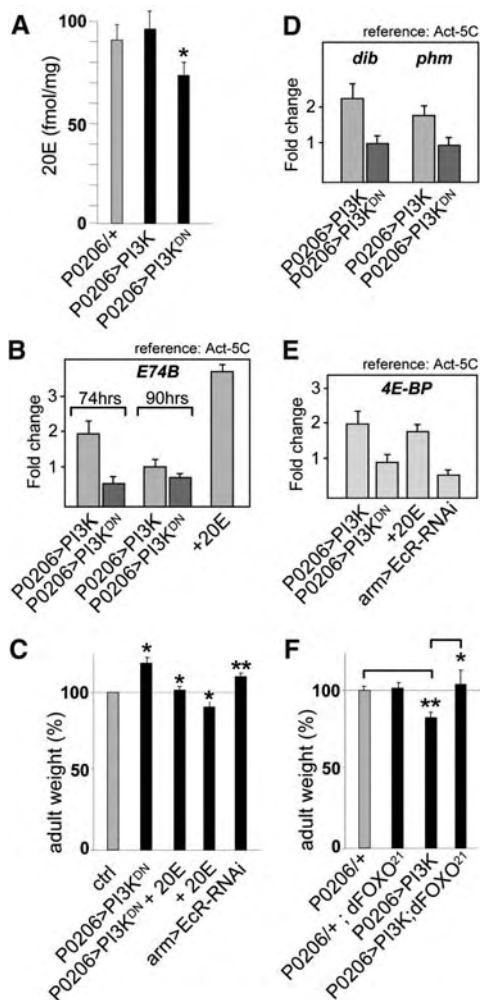 A
20E (fmol/mg)
100
50
0
*
P0206/+
P0206>PI3K
P0206>PI3K^DN
D
reference: Act-5C
dib phm
Fold change
2
1
P0206>PI3K
P0206>PI3K^DN
P0206>PI3K
P0206>PI3K^DN
B
reference: Act-5C
E74B
74hrs 90hrs
Fold change
3
2
1
P0206>PI3K
P0206>PI3K^DN
P0206>PI3K
P0206>PI3K^DN
+20E
E
reference: Act-5C
4E-BP
Fold change
3
2
1
P0206>PI3K
P0206>PI3K^DN
+20E
arm>EcR-RNAi
C
adult weight (%)
100
50
0
* * * **
ctrl
P0206>PI3K^DN
P0206>PI3K^DN + 20E
+ 20E
arm>EcR-RNAi
F
adult weight (%)
100
50
0
** *
P0206/+
P0206/+ ; dFOXO^21
P0206>PI3K
P0206>PI3K; dFOXO^21